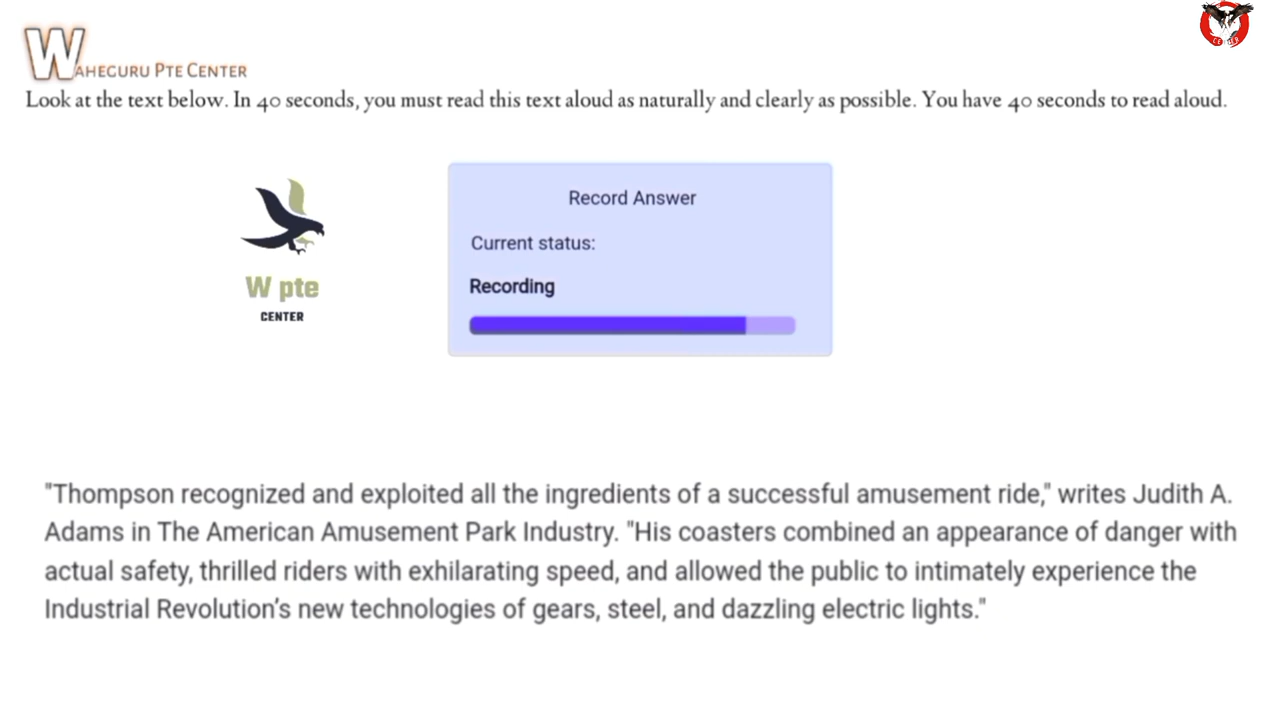 WAHEGURU PTE CENTER
Look at the text below. In 40 seconds, you must read this text aloud as naturally and clearly as possible. You have 40 seconds to read aloud.
Record Answer
Current status:
Recording
W pte
CENTER
"Thompson recognized and exploited all the ingredients of a successful amusement ride," writes Judith A.
Adams in The American Amusement Park Industry. "His coasters combined an appearance of danger with
actual safety, thrilled riders with exhilarating speed, and allowed the public to intimately experience the
Industrial Revolution's new technologies of gears, steel, and dazzling electric lights."